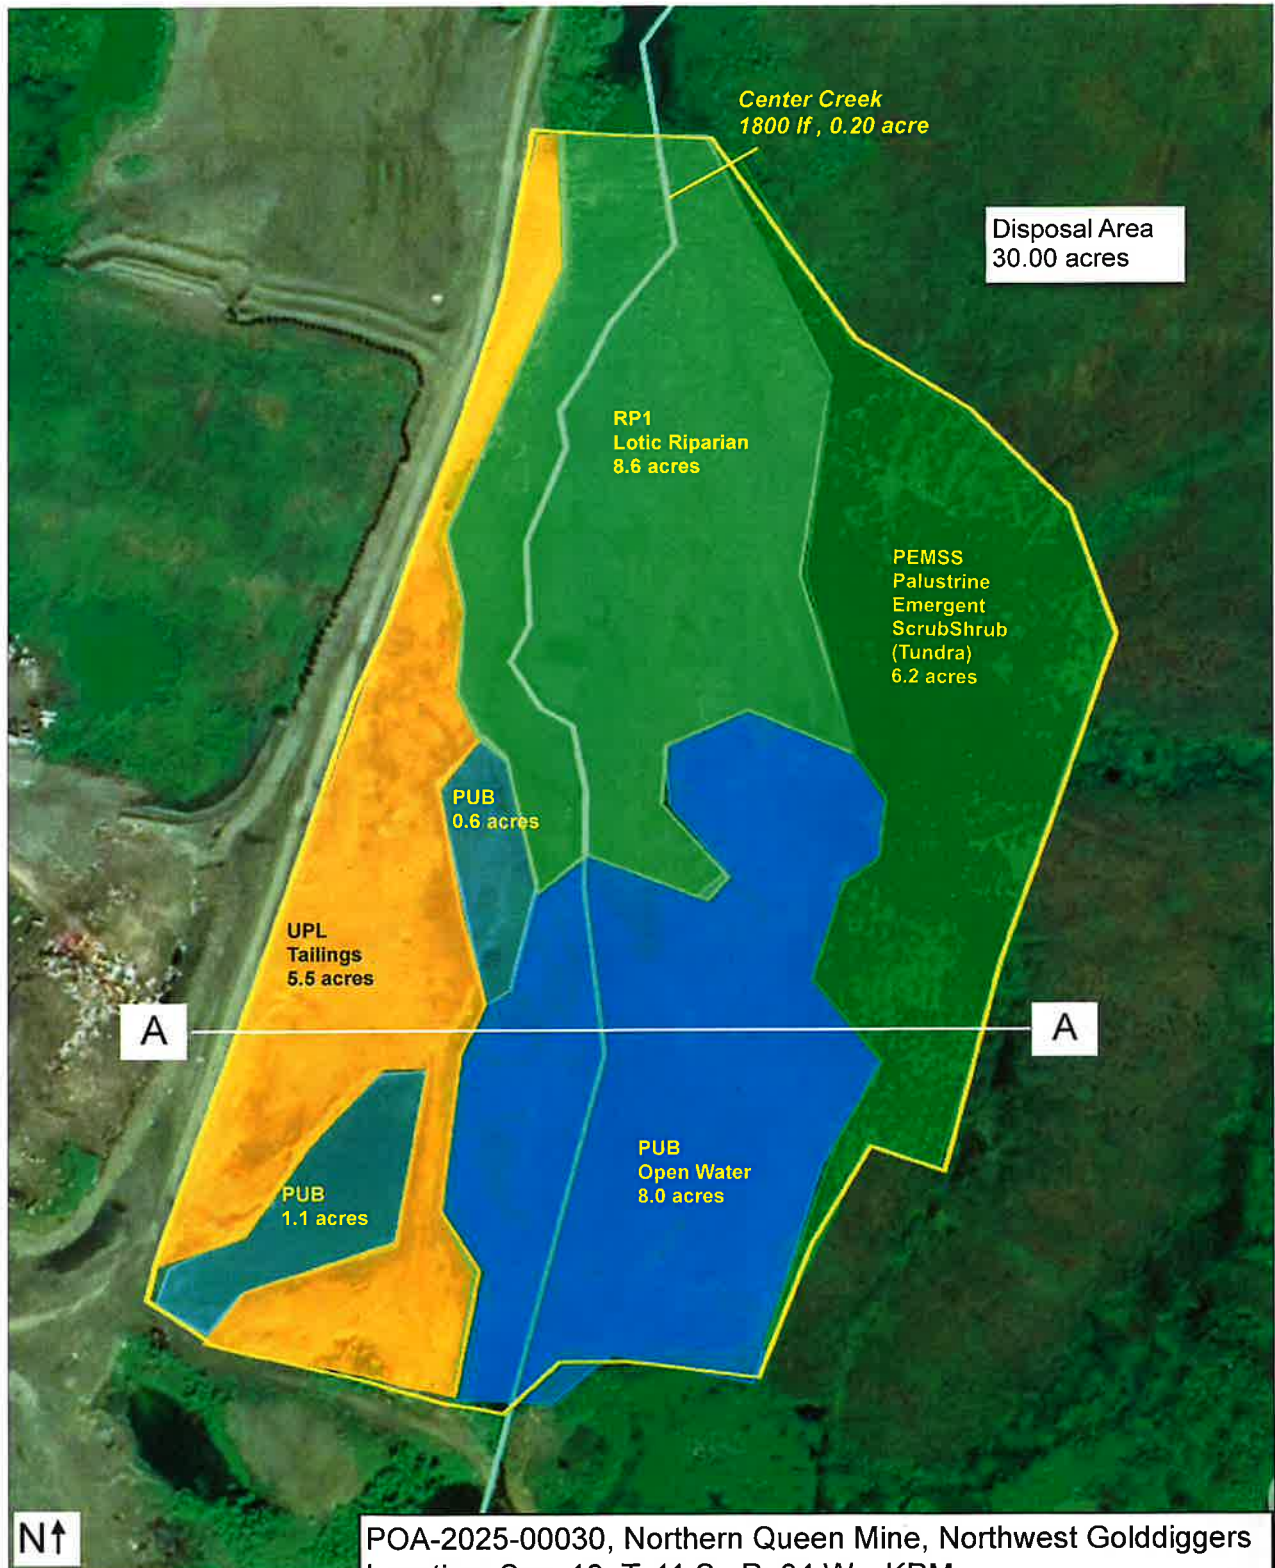 Center Creek
1800 lf , 0.20 acre
Disposal Area
30.00 acres
RP1
Lotic Riparian
8.6 acres
PEMSS
Palustrine
Emergent
ScrubShrub
(Tundra)
6.2 acres
PUB
0.6 acres
UPL
Tailings
5.5 acres
A
A
PUB
Open Water
8.0 acres
PUB
1.1 acres
N↑
POA-2025-00030, Northern Queen Mine, Northwest Golddiggers